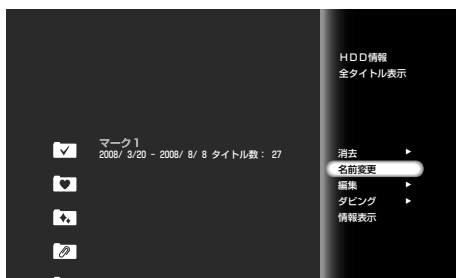 マーク1
2008/ 3/20 - 2008/ 8/ 8 タイトル数： 27
HDD情報
全タイトル表示
消去
名前変更
編集
ダビング
情報表示